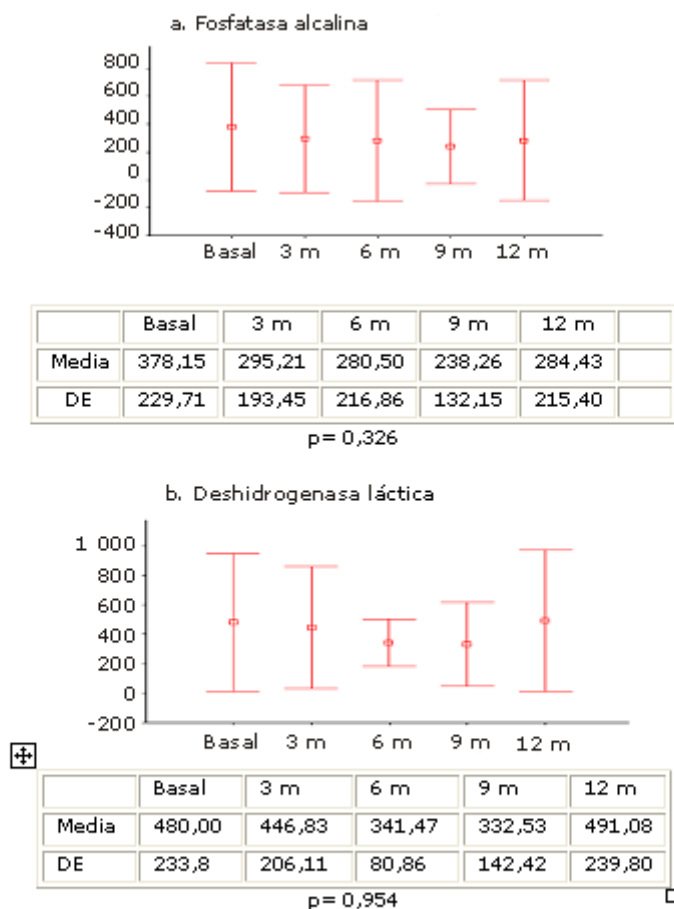 a. Fosfatasa alcalina
800
600
400
200
0
-200
-400
Basal 3 m 6 m 9 m 12 m
Basal 3 m 6 m 9 m 12 m
Media 378,15 295,21 280,50 238,26 284,43
DE 229,71 193,45 216,86 132,15 215,40
p= 0,326
b. Deshidrogenasa láctica
1 000
800
600
400
200
0
-200
Basal 3 m 6 m 9 m 12 m
Basal 3 m 6 m 9 m 12 m
Media 480,00 446,83 341,47 332,53 491,08
DE 233,8 206,11 80,86 142,42 239,80
p= 0,954